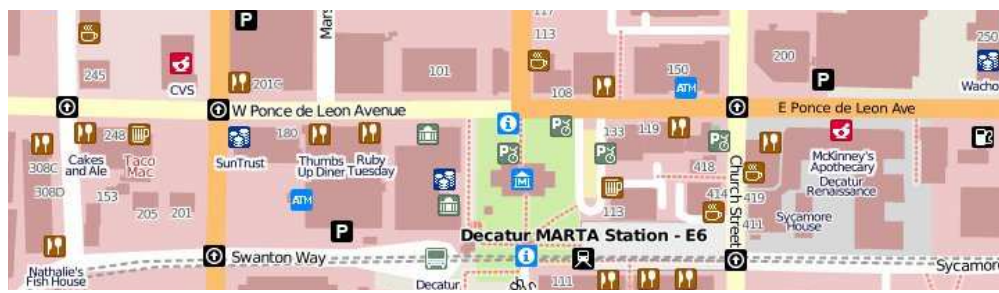 117
113
Mars
245
CVS
201C
101
108
150
ATM
200
250
Wacho
W Ponce de Leon Avenue
E Ponce de Leon Ave
308C
Cakes
and Ale
248
Taco
Mac
SunTrust
180
Thumbs
Up Diner
Ruby
Tuesday
133
119
418
McKinney's
Apothecary
Decatur
Renaissance
308D
153
205
201
ATM
113
414
Church Street
419
411
Sycamore
House
Decatur MARTA Station - E6
Nathalie's
Fish House
Swanton Way
Decatur
111
Sycamor